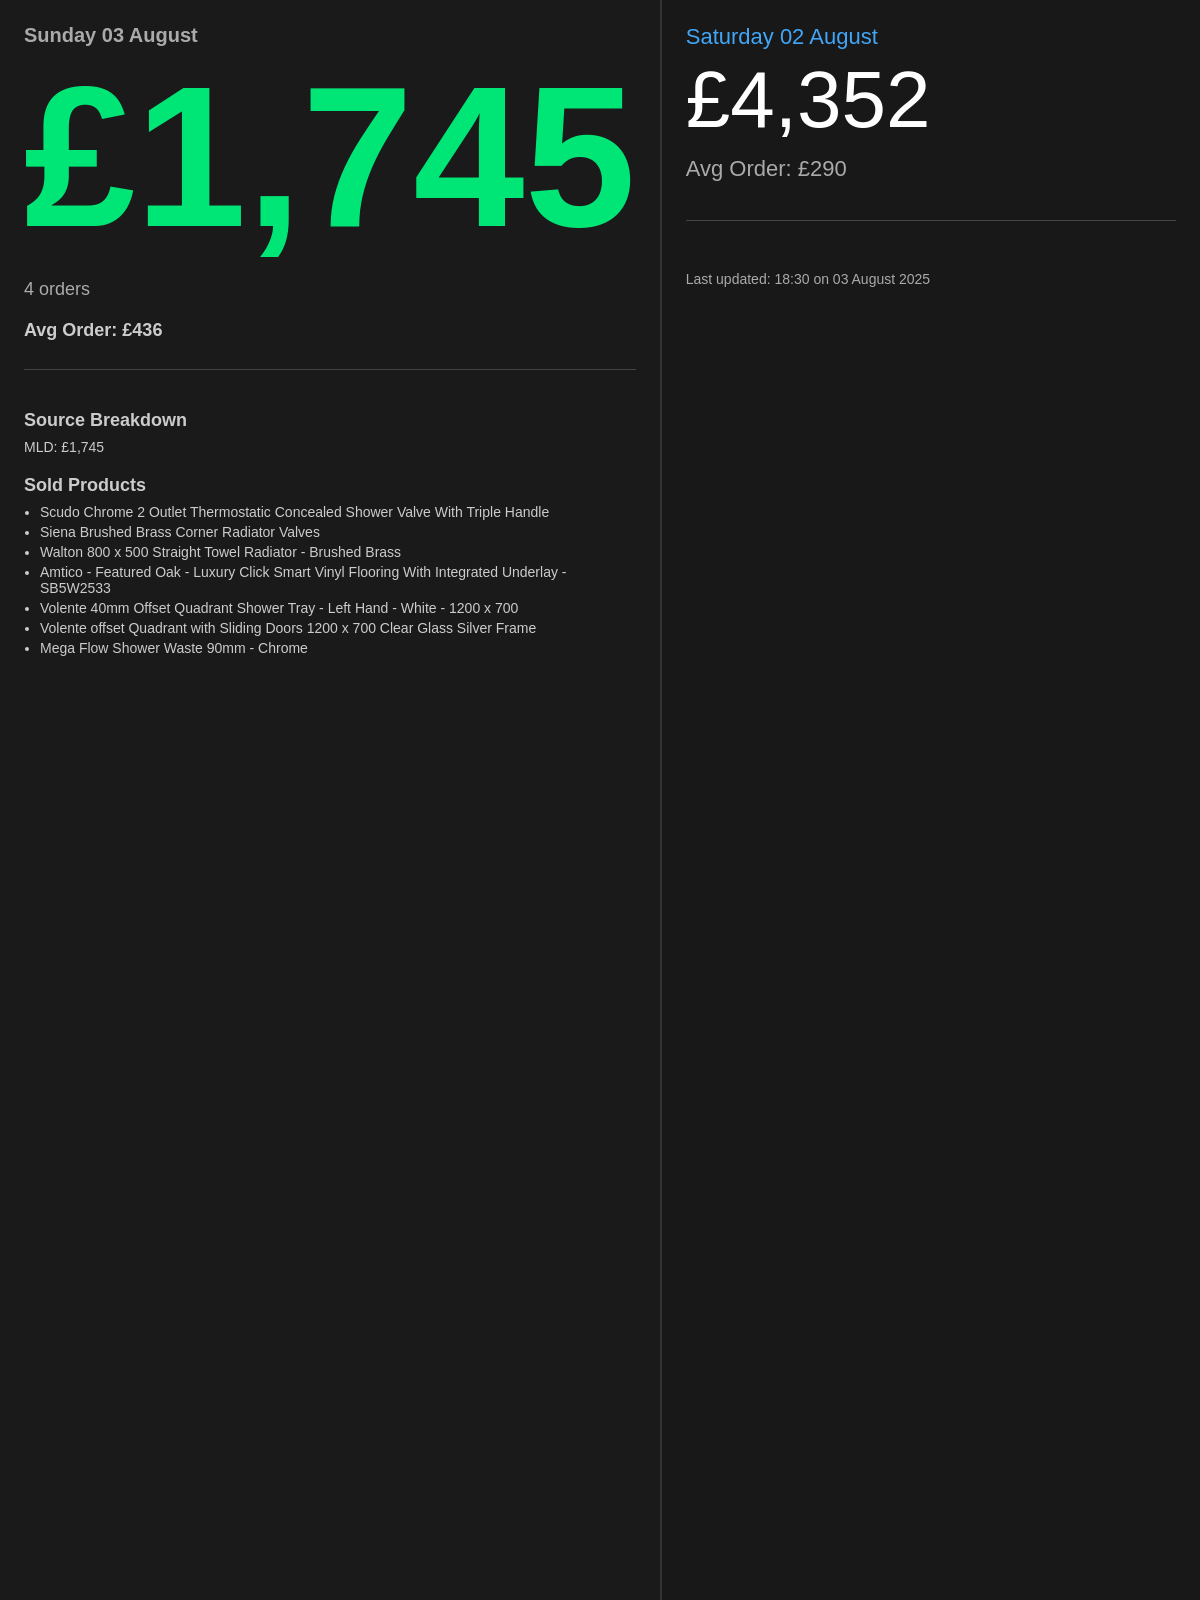 Sunday 03 August
£1,745
4 orders
Avg Order: £436
Source Breakdown
MLD: £1,745
Sold Products
• Scudo Chrome 2 Outlet Thermostatic Concealed Shower Valve With Triple Handle
• Siena Brushed Brass Corner Radiator Valves
• Walton 800 x 500 Straight Towel Radiator - Brushed Brass
• Amtico - Featured Oak - Luxury Click Smart Vinyl Flooring With Integrated Underlay -
SB5W2533
• Volente 40mm Offset Quadrant Shower Tray - Left Hand - White - 1200 x 700
• Volente offset Quadrant with Sliding Doors 1200 x 700 Clear Glass Silver Frame
• Mega Flow Shower Waste 90mm - Chrome
Saturday 02 August
£4,352
Avg Order: £290
Last updated: 18:30 on 03 August 2025